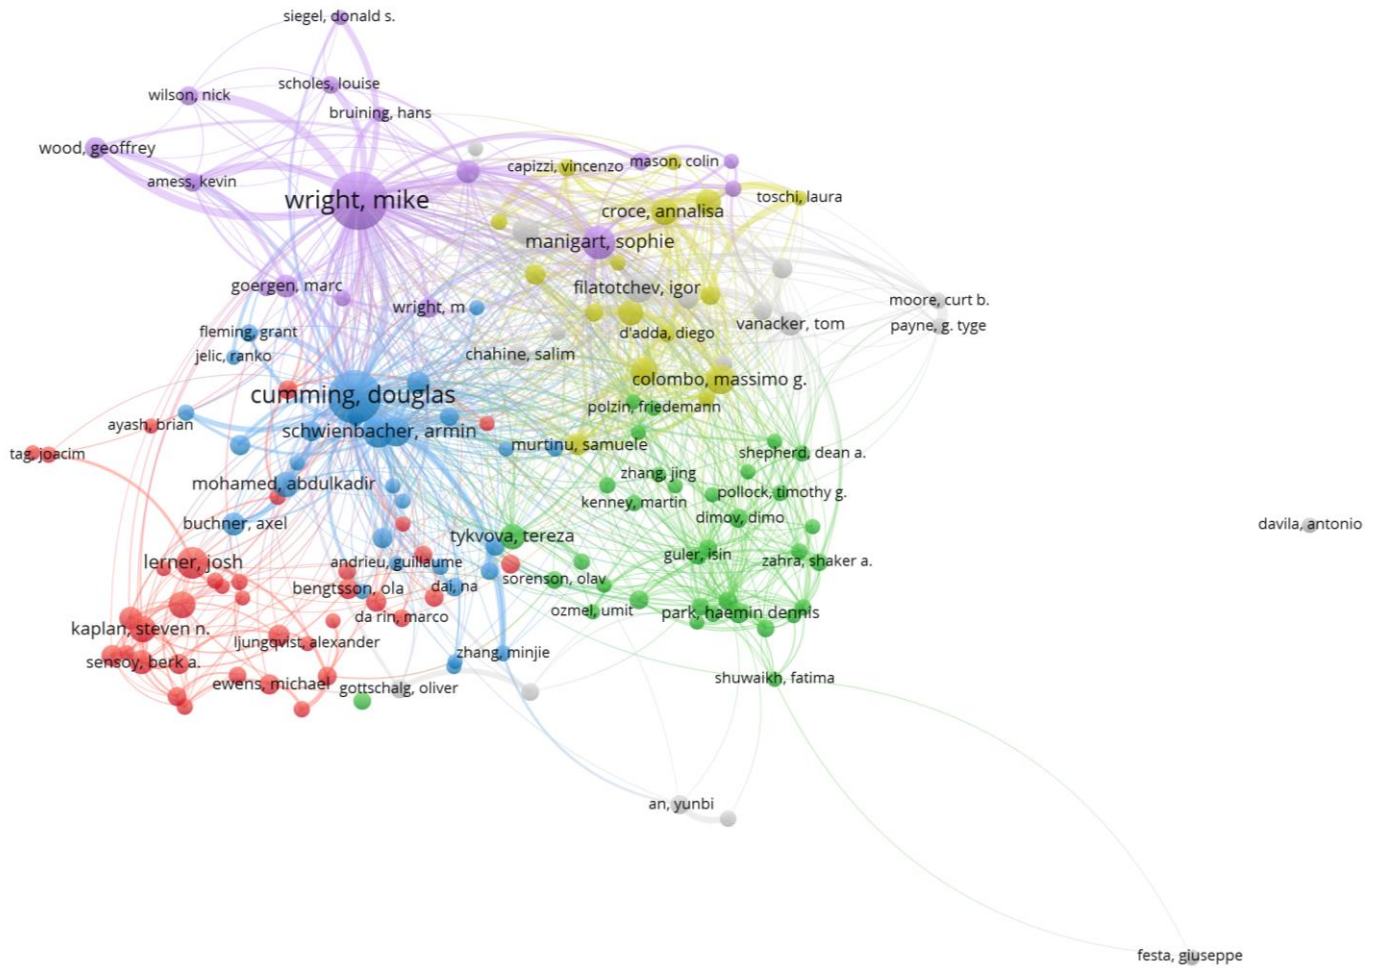 siegel, donald s.
scholes, louise
wilson, nick
bruining, hans
wood, geoffrey
capizzi, vincenzo
mason, colin
amess, kevin
toschi, laura
wright, mike
croce, annalisa
manigart, sophie
goergen, marc
filatotchev, igor
moore, curt b.
wright, m
payne, g. tyge
vanacker, tom
fleming, grant
d'adda, diego
jelic, ranko
chahine, salim
colombo, massimo g.
cumming, douglas
polzin, friedemann
ayash, brian
schwienbacher, armin
murtinu, samuele
tag, joacim
shepherd, dean a.
zhang, jing
mohamed, abdulkadir
pollock, timothy g.
kenney, martin
dimov, dimo
buchner, axel
davila, antonio
tykvova, tereza
guler, isin
lerner, josh
andrieu, guillaume
zahra, shaker a.
sorenson, olav
bengtsson, ola
dai, na
ozmel, umit
park, haemin dennis
da rin, marco
kaplan, steven n.
ljungqvist, alexander
zhang, minjie
sensoy, berk a.
shuwaikh, fatima
ewens, michael
gottschalg, oliver
an, yunbi
festa, giuseppe